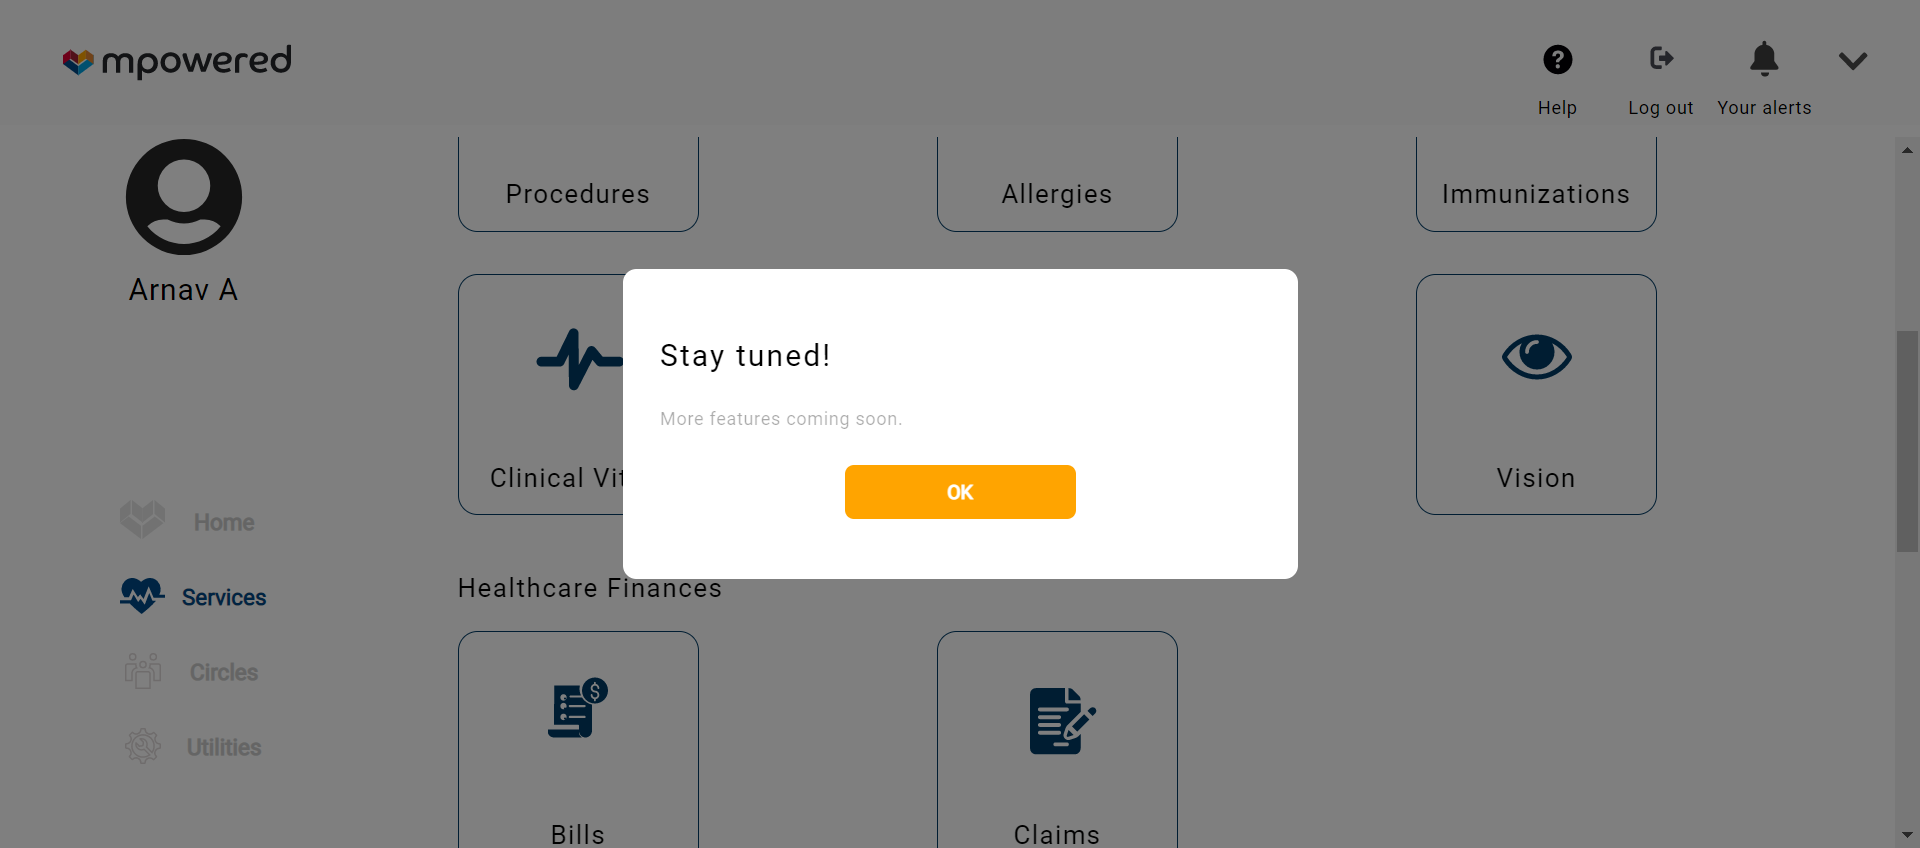 mpowered
Help
Log out
Your alerts
Arnav A
Home
Services
Circles
Utilities
Procedures
Allergies
Immunizations
Clinical Vit
Vision
Stay tuned!
More features coming soon.
OK
Healthcare Finances
Bills
Claims